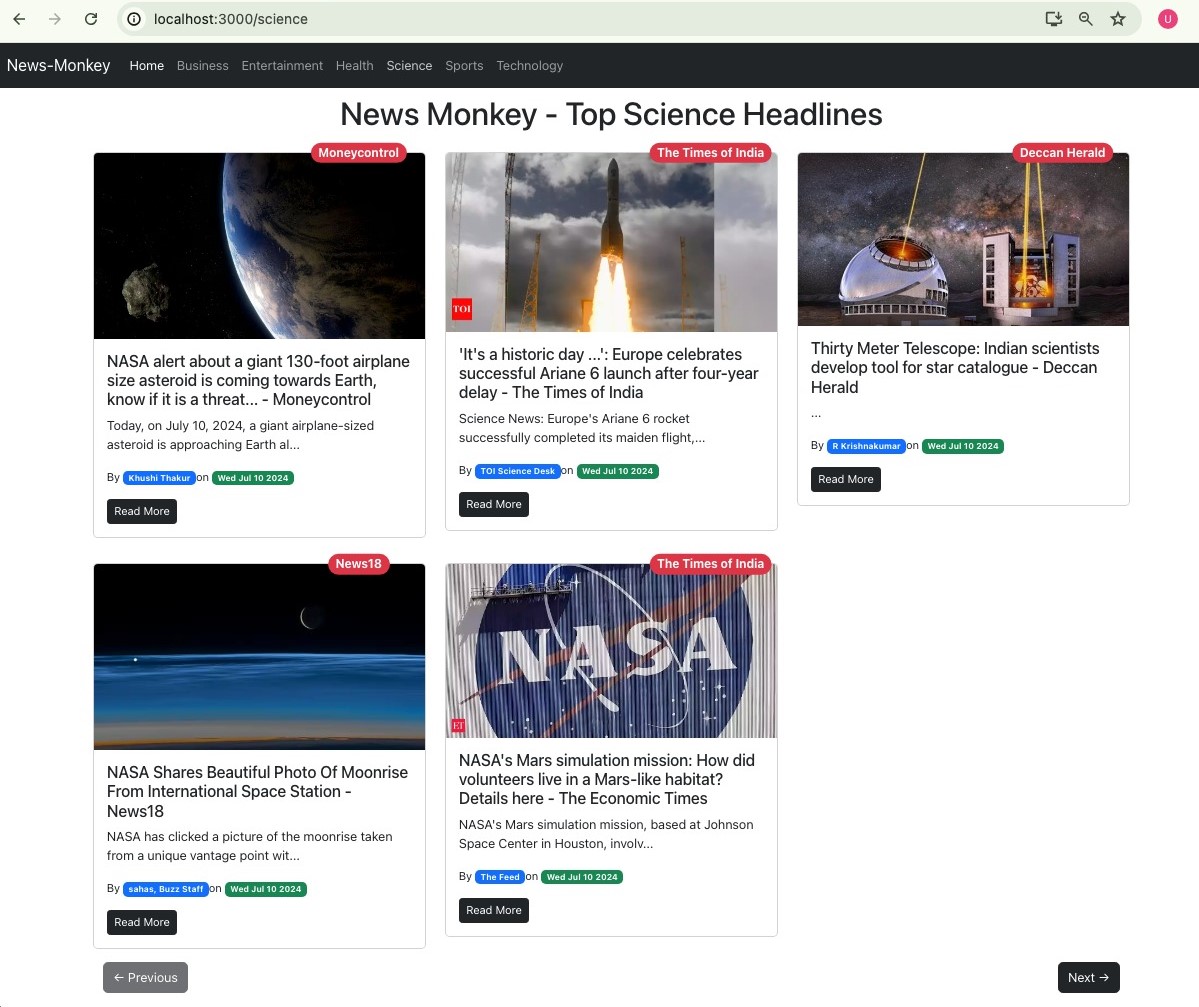 localhost:3000/science
U
News-Monkey Home Business Entertainment Health Science Sports Technology
News Monkey - Top Science Headlines
Moneycontrol
NASA alert about a giant 130-foot airplane
size asteroid is coming towards Earth,
know if it is a threat... - Moneycontrol
Today, on July 10, 2024, a giant airplane-sized
asteroid is approaching Earth al...
By Khushi Thakur on Wed Jul 10 2024
Read More
The Times of India
TOI
'It's a historic day ...': Europe celebrates
successful Ariane 6 launch after four-year
delay - The Times of India
Science News: Europe's Ariane 6 rocket
successfully completed its maiden flight,...
By TOI Science Desk on Wed Jul 10 2024
Read More
Deccan Herald
Thirty Meter Telescope: Indian scientists
develop tool for star catalogue - Deccan
Herald
...
By R Krishnakumar on Wed Jul 10 2024
Read More
News18
NASA Shares Beautiful Photo Of Moonrise
From International Space Station -
News18
NASA has clicked a picture of the moonrise taken
from a unique vantage point wit...
By sahas, Buzz Staff on Wed Jul 10 2024
Read More
The Times of India
NASA
ET
NASA's Mars simulation mission: How did
volunteers live in a Mars-like habitat?
Details here - The Economic Times
NASA's Mars simulation mission, based at Johnson
Space Center in Houston, involv...
By The Feed on Wed Jul 10 2024
Read More
← Previous
Next →